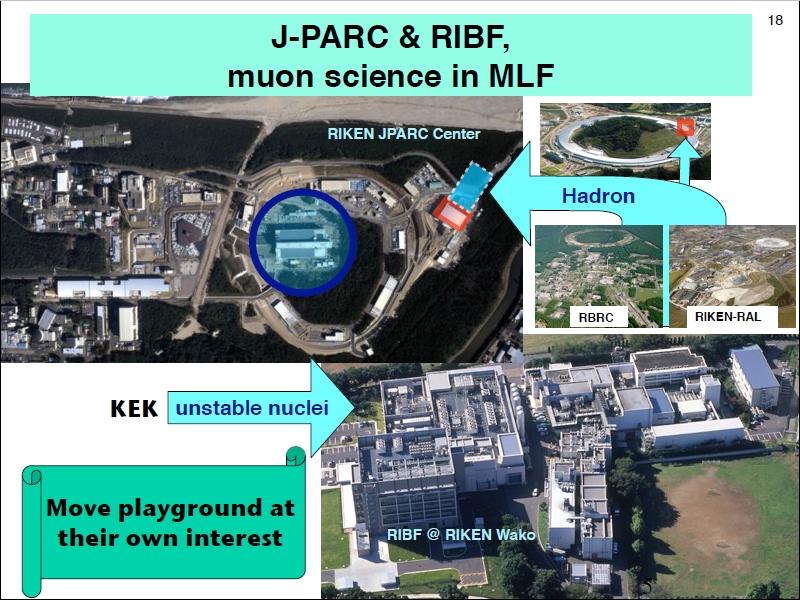 18
J-PARC & RIBF,
muon science in MLF
RIKEN JPARC Center
Hadron
RBRC
RIKEN-RAL
KEK
unstable nuclei
Move playground at
their own interest
RIBF @ RIKEN Wako
5